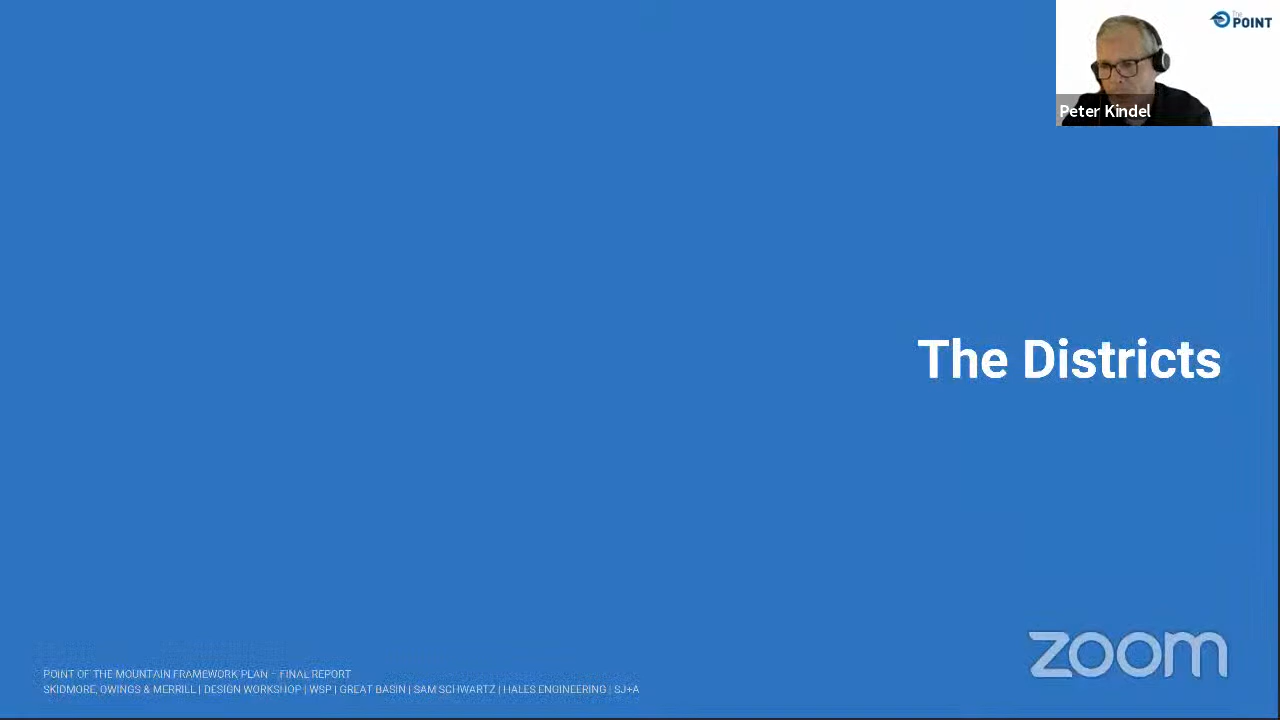 The
POINT
Peter Kindel
The Districts
POINT OF THE MOUNTAIN FRAMEWORK PLAN – FINAL REPORT
SKIDMORE, OWINGS & MERRILL | DESIGN WORKSHOP | WSP | GREAT BASIN | SAM SCHWARTZ | HALES ENGINEERING | SJ+A
zoom